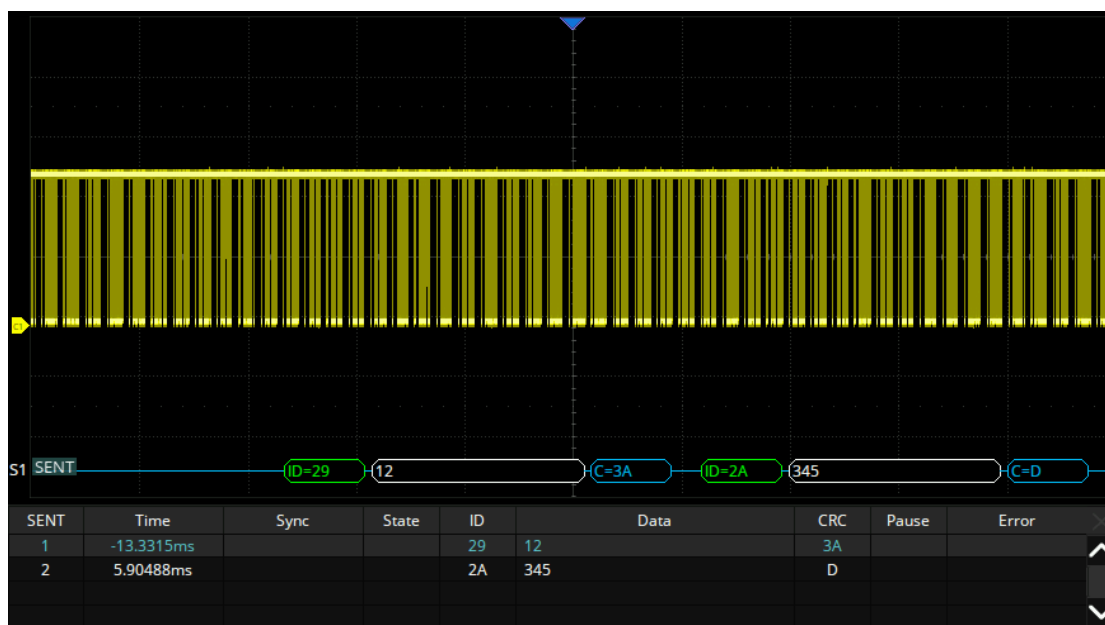 C1
S1 SENT ID=29 12 C=3A ID=2A 345 C=D
SENT Time Sync State ID Data CRC Pause Error
1 -13.3315ms 29 12 3A
2 5.90488ms 2A 345 D